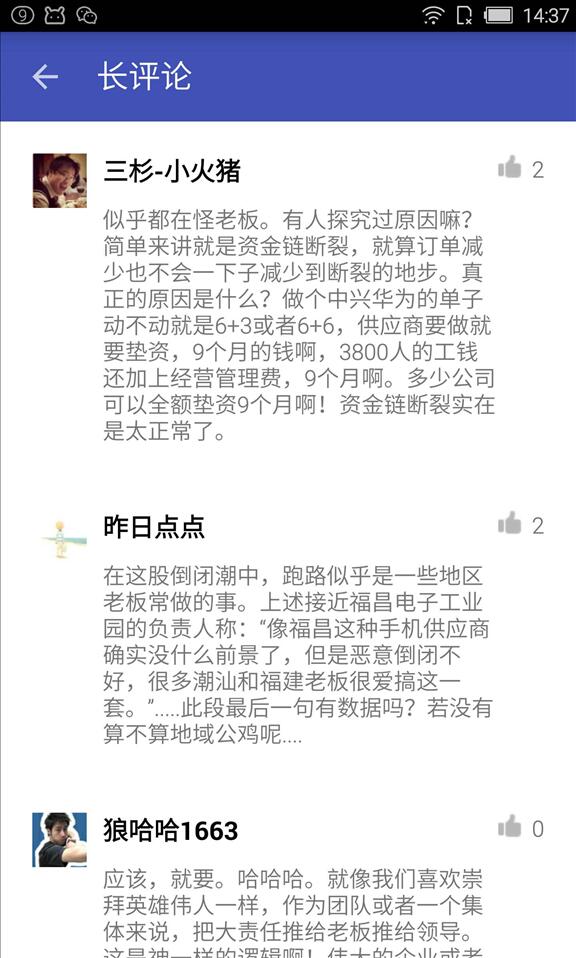 9
14:37
长评论
三杉-小火猪
2
似乎都在怪老板。有人探究过原因嘛？
简单来讲就是资金链断裂，就算订单减
少也不会一下子减少到断裂的地步。真
正的原因是什么？做个中兴华为的单子
动不动就是6+3或者6+6，供应商要做就
要垫资，9个月的钱啊，3800人的工钱
还加上经营管理费，9个月啊。多少公司
可以全额垫资9个月啊！资金链断裂实在
是太正常了。
昨日点点
2
在这股倒闭潮中，跑路似乎是一些地区
老板常做的事。上述接近福昌电子工业
园的负责人称：“像福昌这种手机供应商
确实没什么前景了，但是恶意倒闭不
好，很多潮汕和福建老板很爱搞这一
套。”.....此段最后一句有数据吗？若没有
算不算地域公鸡呢....
狼哈哈1663
0
应该，就要。哈哈哈。就像我们喜欢崇
拜英雄伟人一样，作为团队或者一个集
体来说，把大责任推给老板推给领导。
这是神一样的逻辑啊！伟大的企业或者